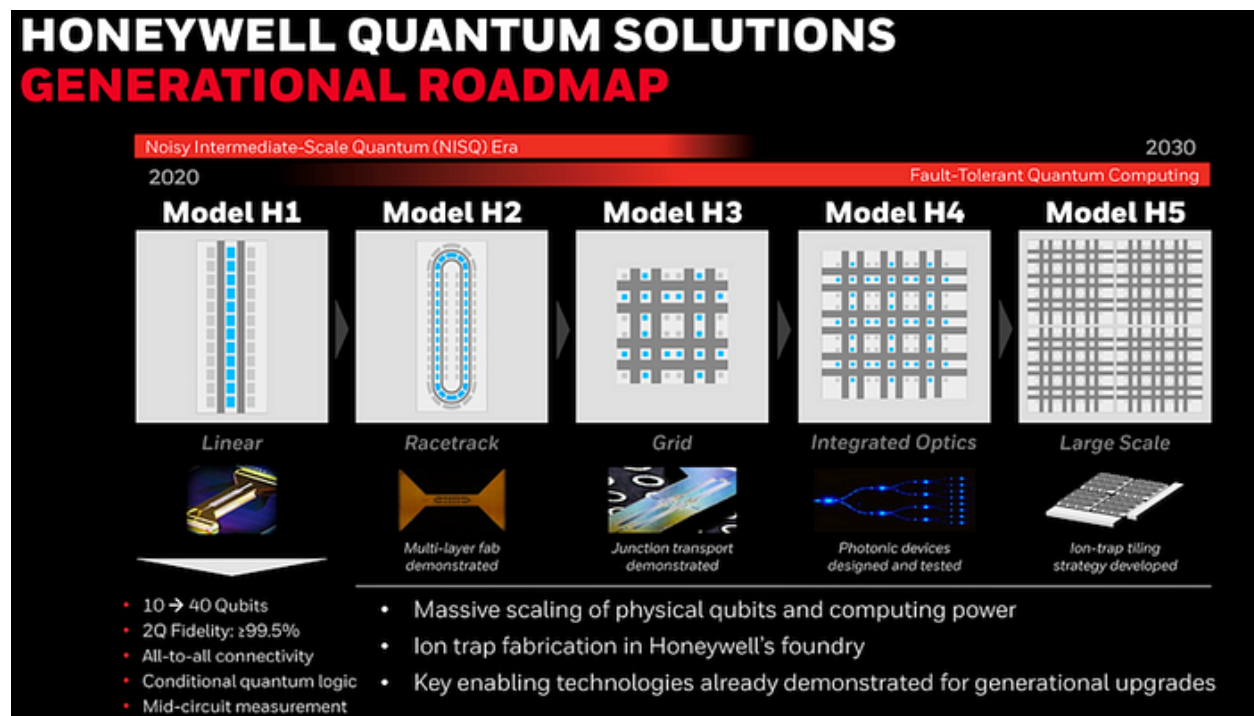 HONEYWELL QUANTUM SOLUTIONS
GENERATIONAL ROADMAP
Noisy Intermediate-Scale Quantum (NISQ) Era
2030
2020
Fault-Tolerant Quantum Computing
Model H1
Model H2
Model H3
Model H4
Model H5
Linear
Racetrack
Grid
Integrated Optics
Large Scale
Multi-layer fab
demonstrated
Junction transport
demonstrated
Photonic devices
designed and tested
Ion-trap tiling
strategy developed
• 10 → 40 Qubits
• 2Q Fidelity: ≥99.5%
• All-to-all connectivity
• Conditional quantum logic
• Mid-circuit measurement
• Massive scaling of physical qubits and computing power
• Ion trap fabrication in Honeywell's foundry
• Key enabling technologies already demonstrated for generational upgrades